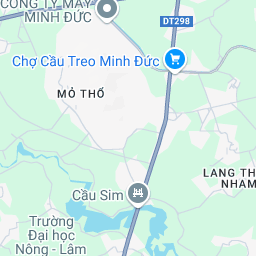 CÔNG TY MAY
MINH ĐỨC
ĐT298
Chợ Cầu Treo Minh Đức
MỎ THỔ
LANG TH
NHAM
Cầu Sim
Trường
Đại học
Nông - Lâm